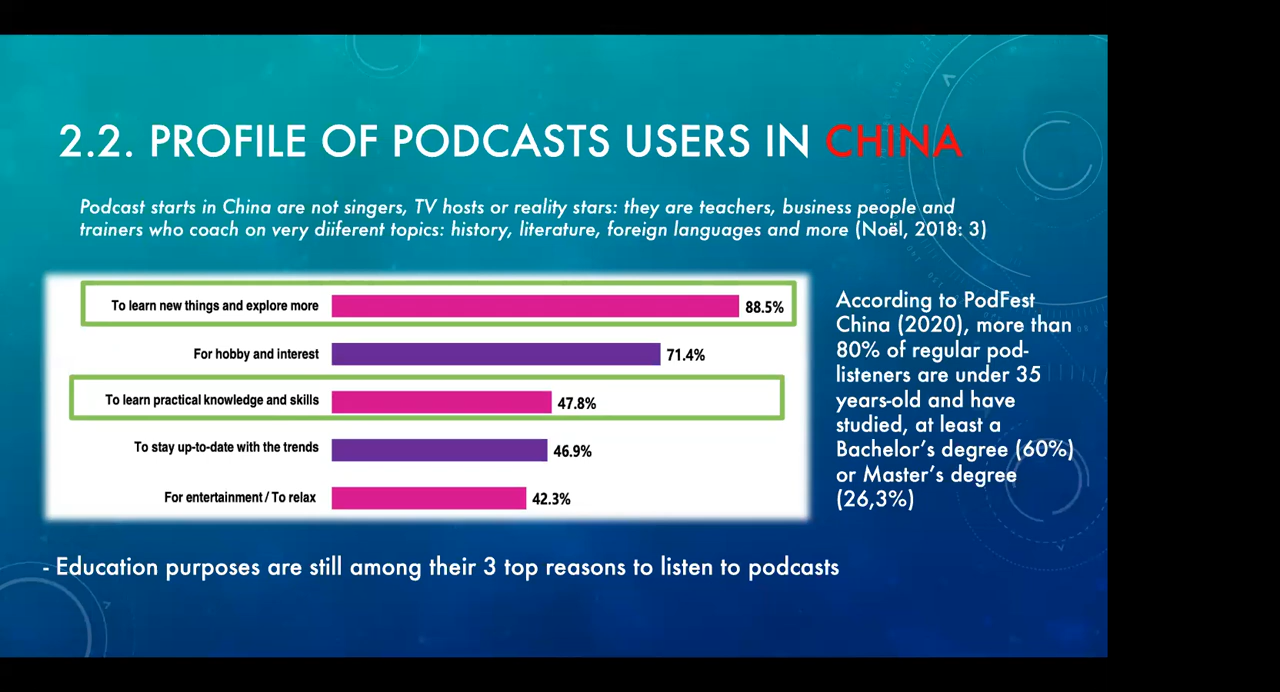 2.2. PROFILE OF PODCASTS USERS IN CHINA
Podcast starts in China are not singers, TV hosts or reality stars: they are teachers, business people and
trainers who coach on very diiferent topics: history, literature, foreign languages and more (Noël, 2018: 3)
To learn new things and explore more 88.5%
For hobby and interest 71.4%
To learn practical knowledge and skills 47.8%
To stay up-to-date with the trends 46.9%
For entertainment / To relax 42.3%
According to PodFest
China (2020), more than
80% of regular pod-
listeners are under 35
years-old and have
studied, at least a
Bachelor's degree (60%)
or Master's degree
(26,3%)
- Education purposes are still among their 3 top reasons to listen to podcasts